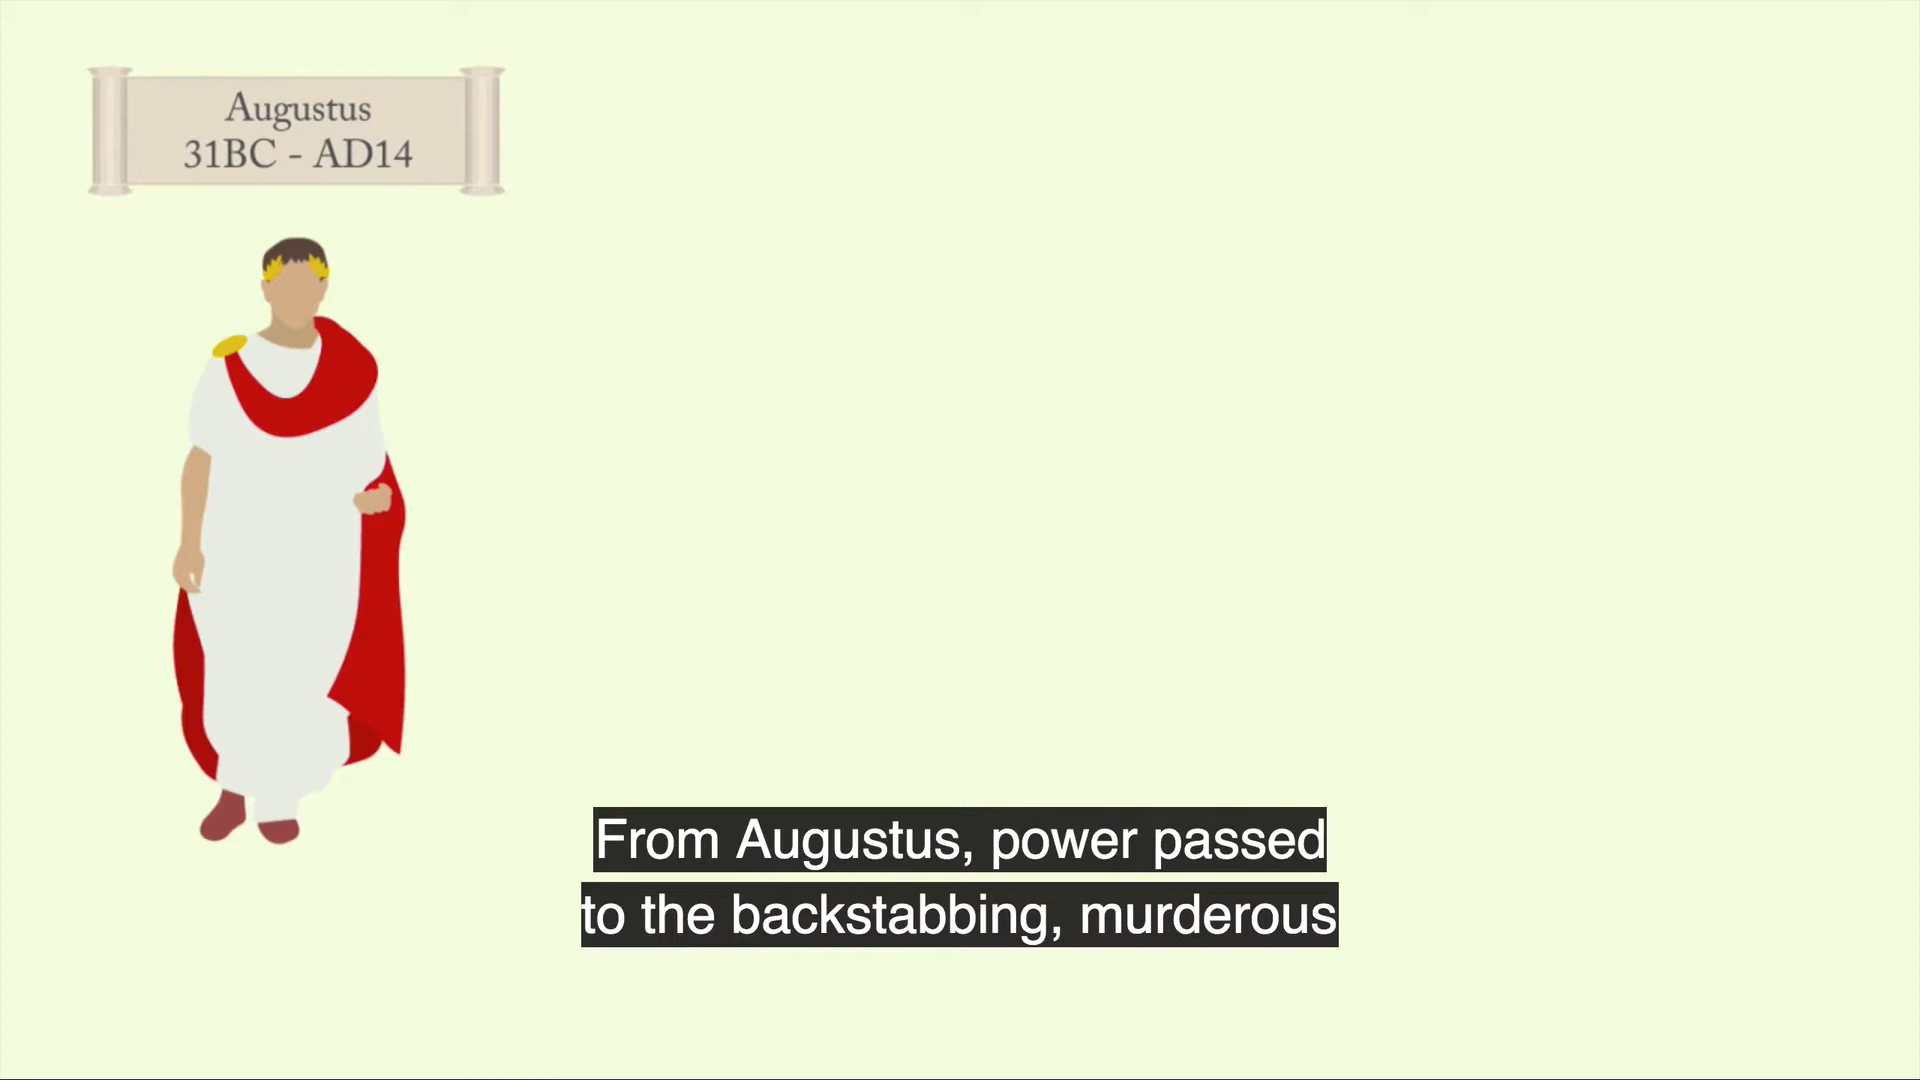 Augustus
31BC - AD14
From Augustus, power passed
to the backstabbing, murderous